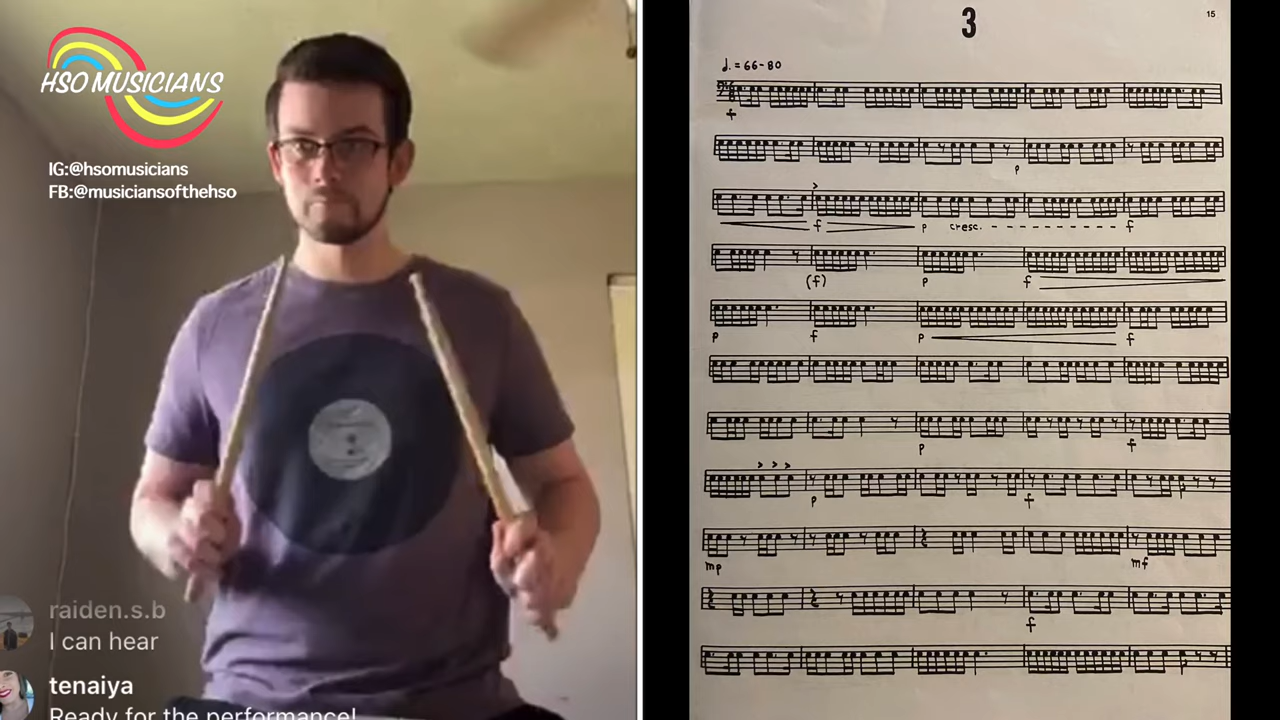 HSO MUSICIANS
IG:@hsomusicians
FB:@musiciansofthehso
raiden.s.b
I can hear
tenaiya
Ready for the performance!
3
15
♩. = 66-80
f
p
f p cresc. - - - - - - - - - - f
(f) p f
p f p f
p f
p f
mp mf
f